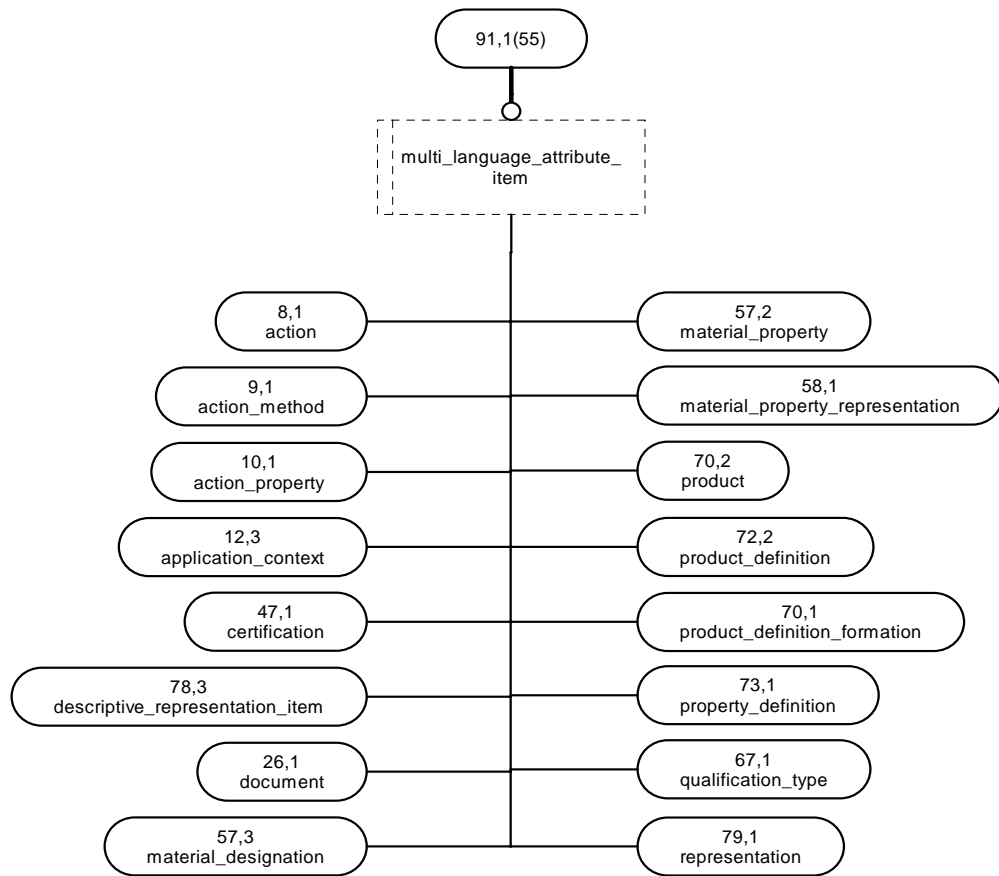 91,1(55)
multi_language_attribute_
item
8,1
action
57,2
material_property
9,1
action_method
58,1
material_property_representation
10,1
action_property
70,2
product
12,3
application_context
72,2
product_definition
47,1
certification
70,1
product_definition_formation
78,3
descriptive_representation_item
73,1
property_definition
26,1
document
67,1
qualification_type
57,3
material_designation
79,1
representation